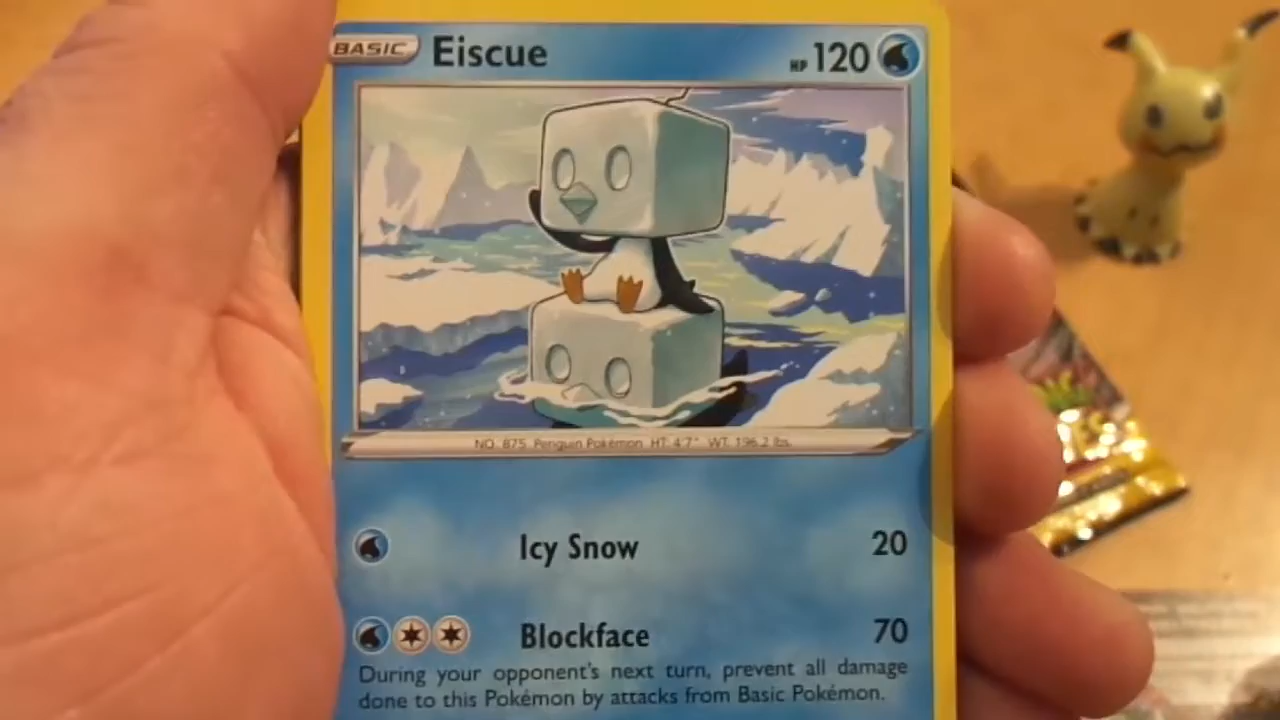 BASIC Eiscue HP 120
NO. 875 Penguin Pokémon HT: 4'7" WT: 196.2 lbs.
Icy Snow 20
Blockface 70
During your opponent's next turn, prevent all damage
done to this Pokémon by attacks from Basic Pokémon.